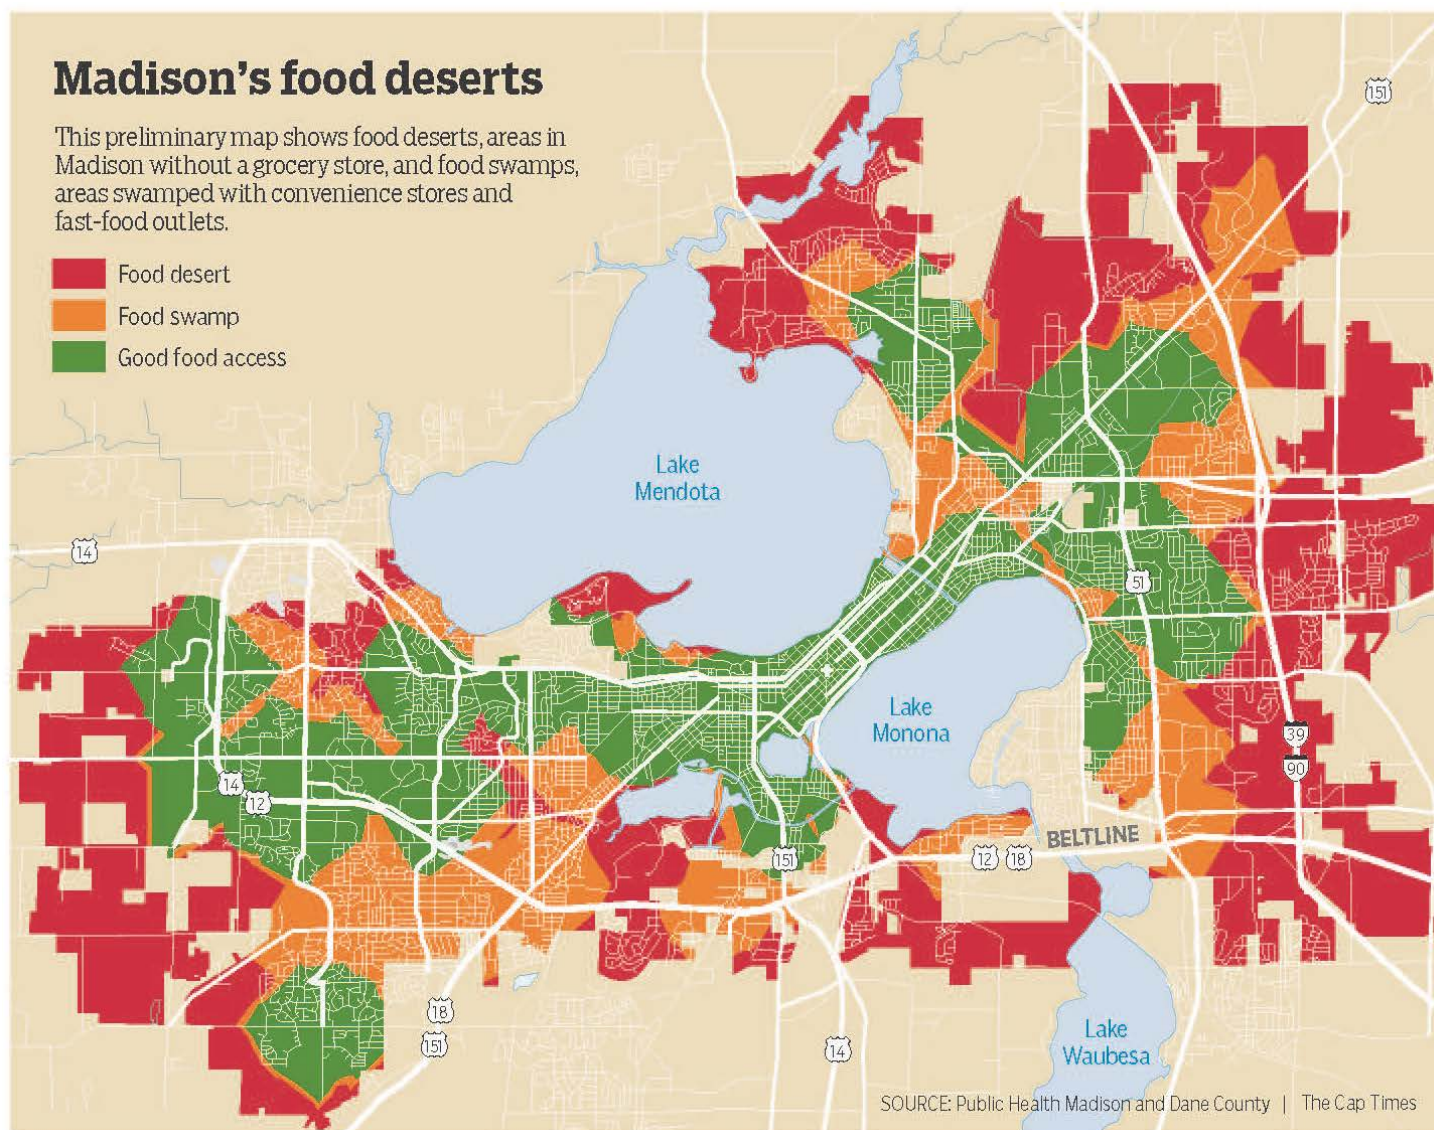 Madison's food deserts
This preliminary map shows food deserts, areas in
Madison without a grocery store, and food swamps,
areas swamped with convenience stores and
fast-food outlets.
Food desert
Food swamp
Good food access
151
Lake
Mendota
14
51
Lake
Monona
39
90
14
12
BELTLINE
151
12
18
18
151
14
Lake
Waubesa
SOURCE: Public Health Madison and Dane County | The Cap Times